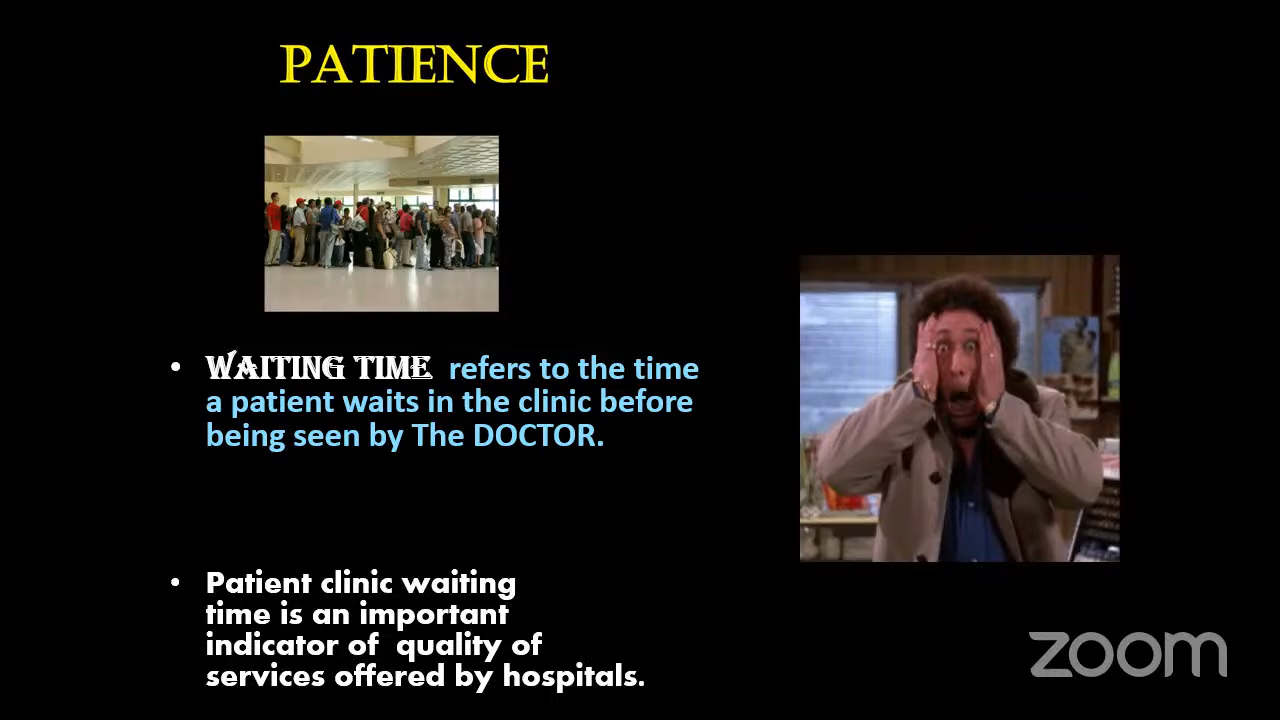 PATIENCE
• WAITING TIME refers to the time
a patient waits in the clinic before
being seen by The DOCTOR.
• Patient clinic waiting
time is an important
indicator of quality of
services offered by hospitals.
zoom